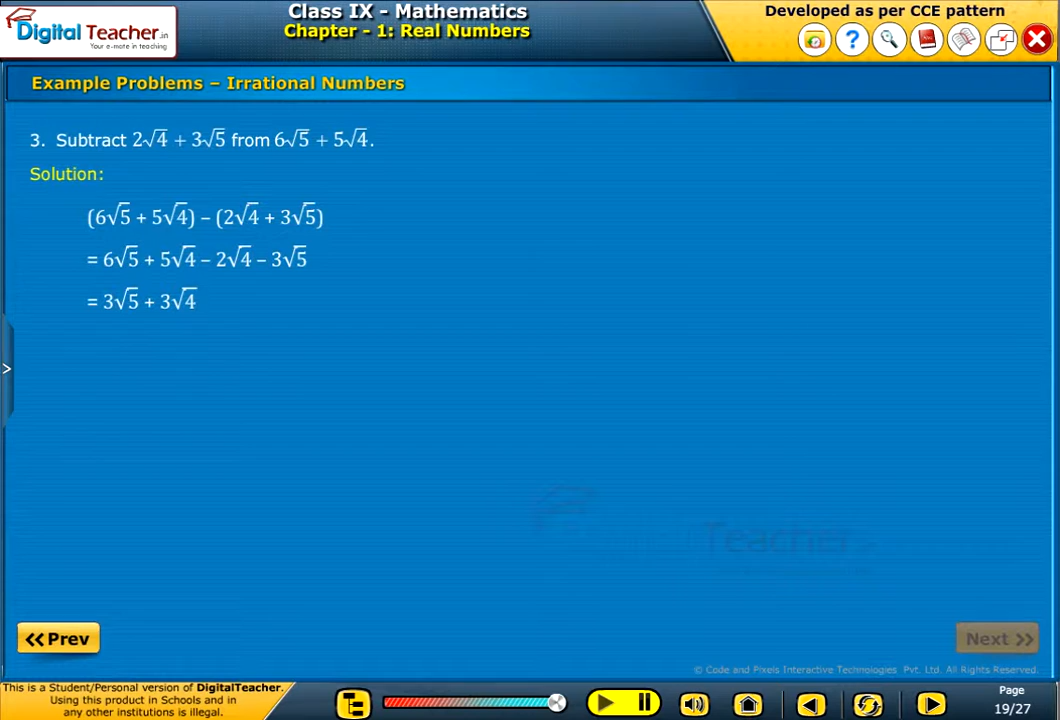 Digital Teacher.in
Your e-mate in teaching
Class IX - Mathematics
Chapter - 1: Real Numbers
Developed as per CCE pattern
Example Problems – Irrational Numbers
3. Subtract 2√4 + 3√5 from 6√5 + 5√4.
Solution:
(6√5 + 5√4) – (2√4 + 3√5)
= 6√5 + 5√4 – 2√4 – 3√5
= 3√5 + 3√4
>
Teacher
<< Prev
Next >>
© Code and Pixels Interactive Technologies Pvt. Ltd. All Rights Reserved.
This is a Student/Personal version of DigitalTeacher.
Using this product in Schools and in
any other institutions is illegal.
Page
19/27